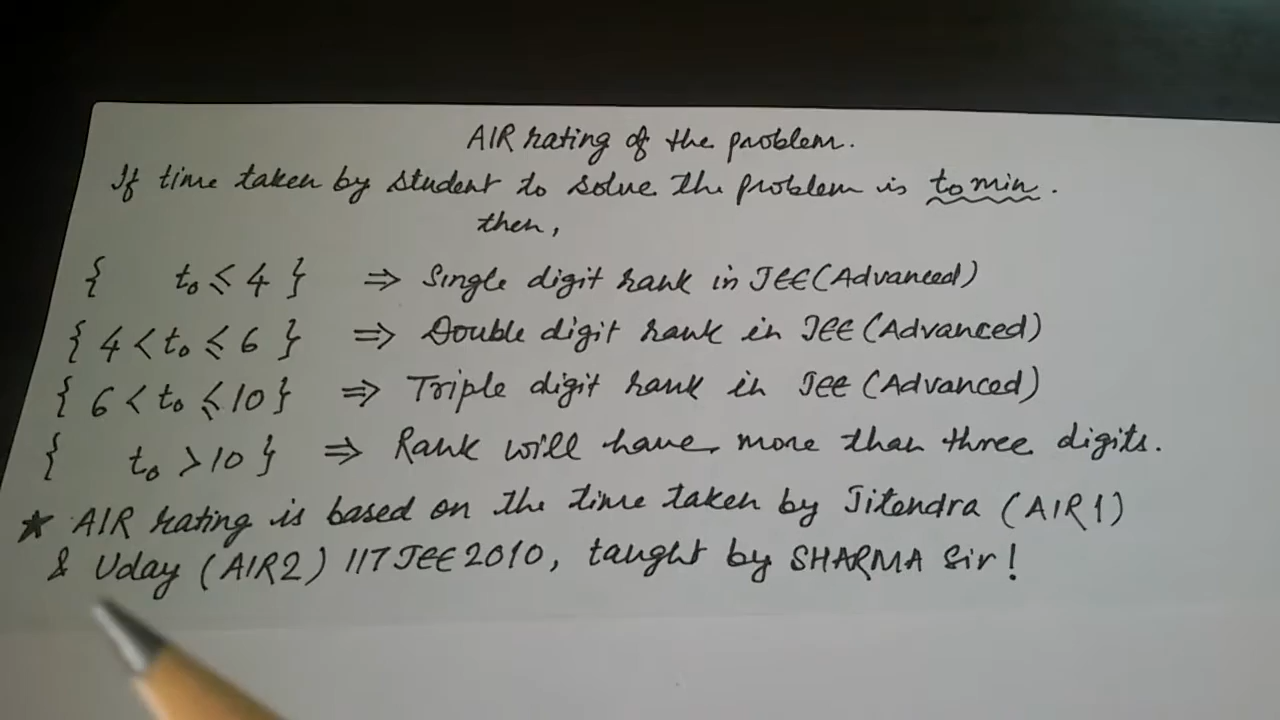 AIR rating of the problem.
If time taken by student to solve the problem is t₀ min.
then,
{ t₀ ≤ 4 } ⇒ Single digit rank in JEE (Advanced)
{ 4 < t₀ ≤ 6 } ⇒ Double digit rank in JEE (Advanced)
{ 6 < t₀ ≤ 10 } ⇒ Triple digit rank in JEE (Advanced)
{ t₀ > 10 } ⇒ Rank will have more than three digits.
★ AIR rating is based on the time taken by Jitendra (AIR1)
& Uday (AIR2) IIT JEE 2010, taught by SHARMA Sir!